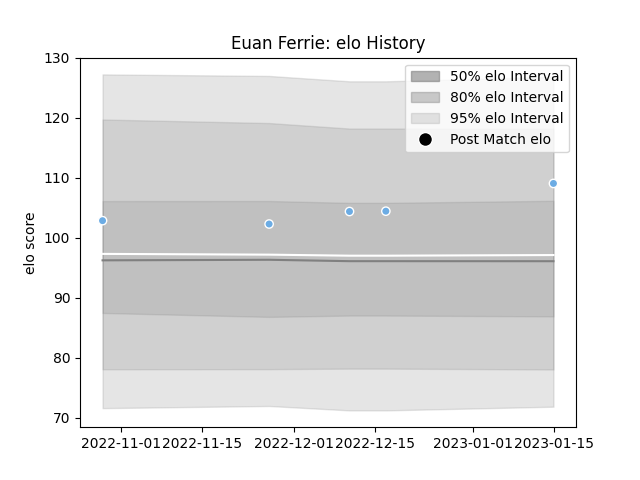 Euan Ferrie: elo History
130
120
110
100
90
80
70
elo score
50% elo Interval
80% elo Interval
95% elo Interval
Post Match elo
2022-11-01 2022-11-15 2022-12-01 2022-12-15 2023-01-01 2023-01-15